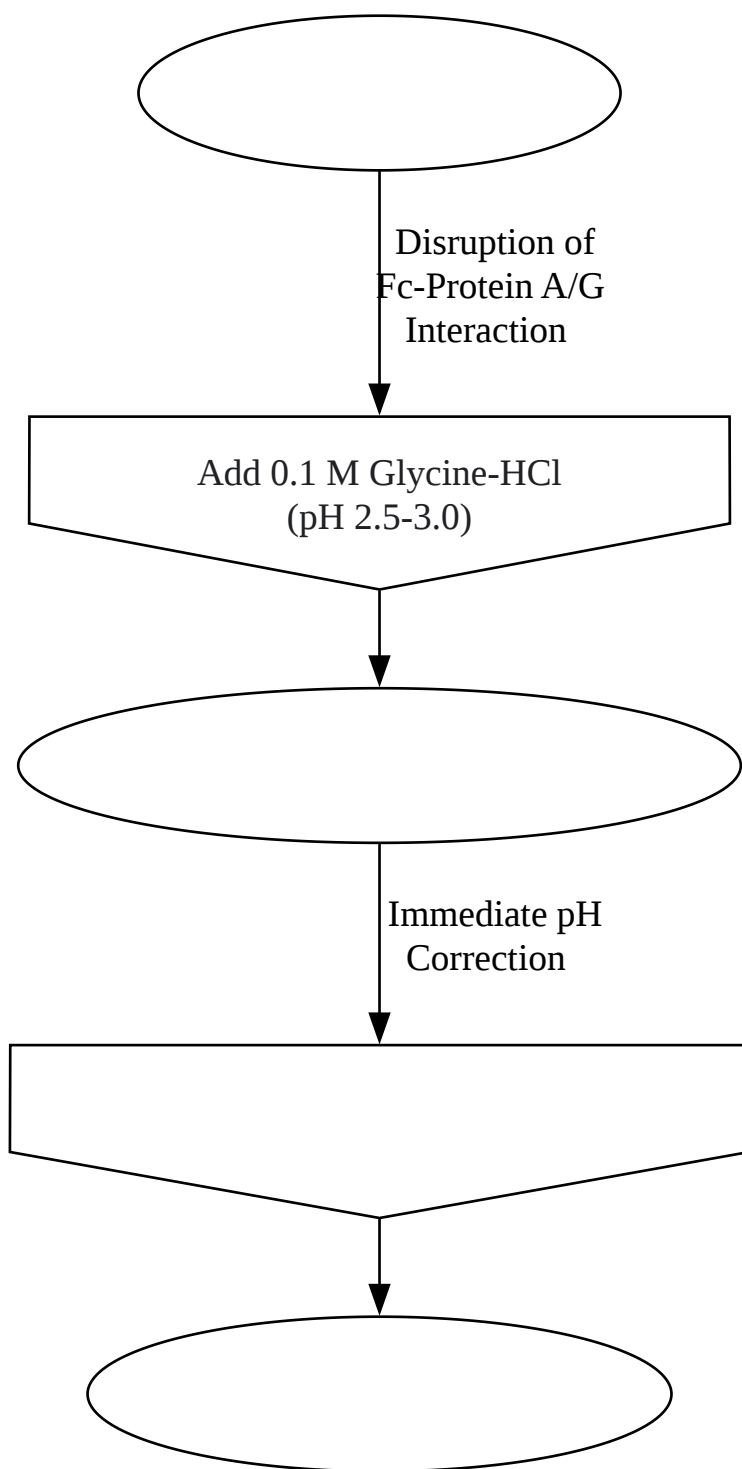 Disruption of
Fc-Protein A/G
Interaction
Add 0.1 M Glycine-HCl
(pH 2.5-3.0)
Immediate pH
Correction